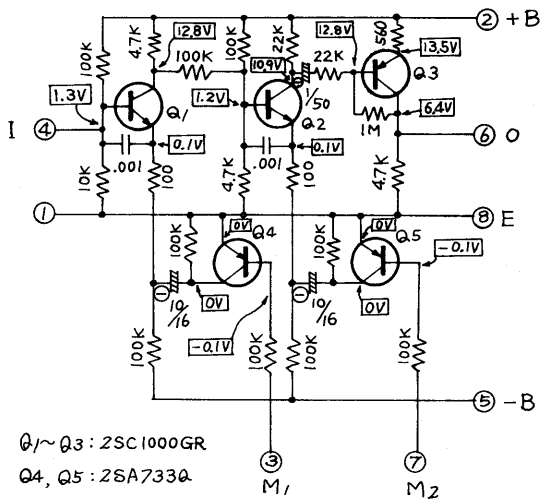 ② +B
100K
4.7K
12.8V
100K
100K
22K
10.9V
22K
12.8V
560
13.5V
Q3
1.3V
Q1
1.2V
Q2
1/50
1M
6.4V
I
④
.001
0.1V
.001
0.1V
⑥ O
10K
100
4.7K
100
4.7K
①
⑧ E
100K
0V
Q4
100K
0V
Q5
-0.1V
⊖
10/16
0V
⊖
10/16
0V
100K
-0.1V
100K
100K
100K
⑤ -B
Q1~Q3: 2SC1000GR
Q4, Q5: 2SA733Q
③
M1
⑦
M2